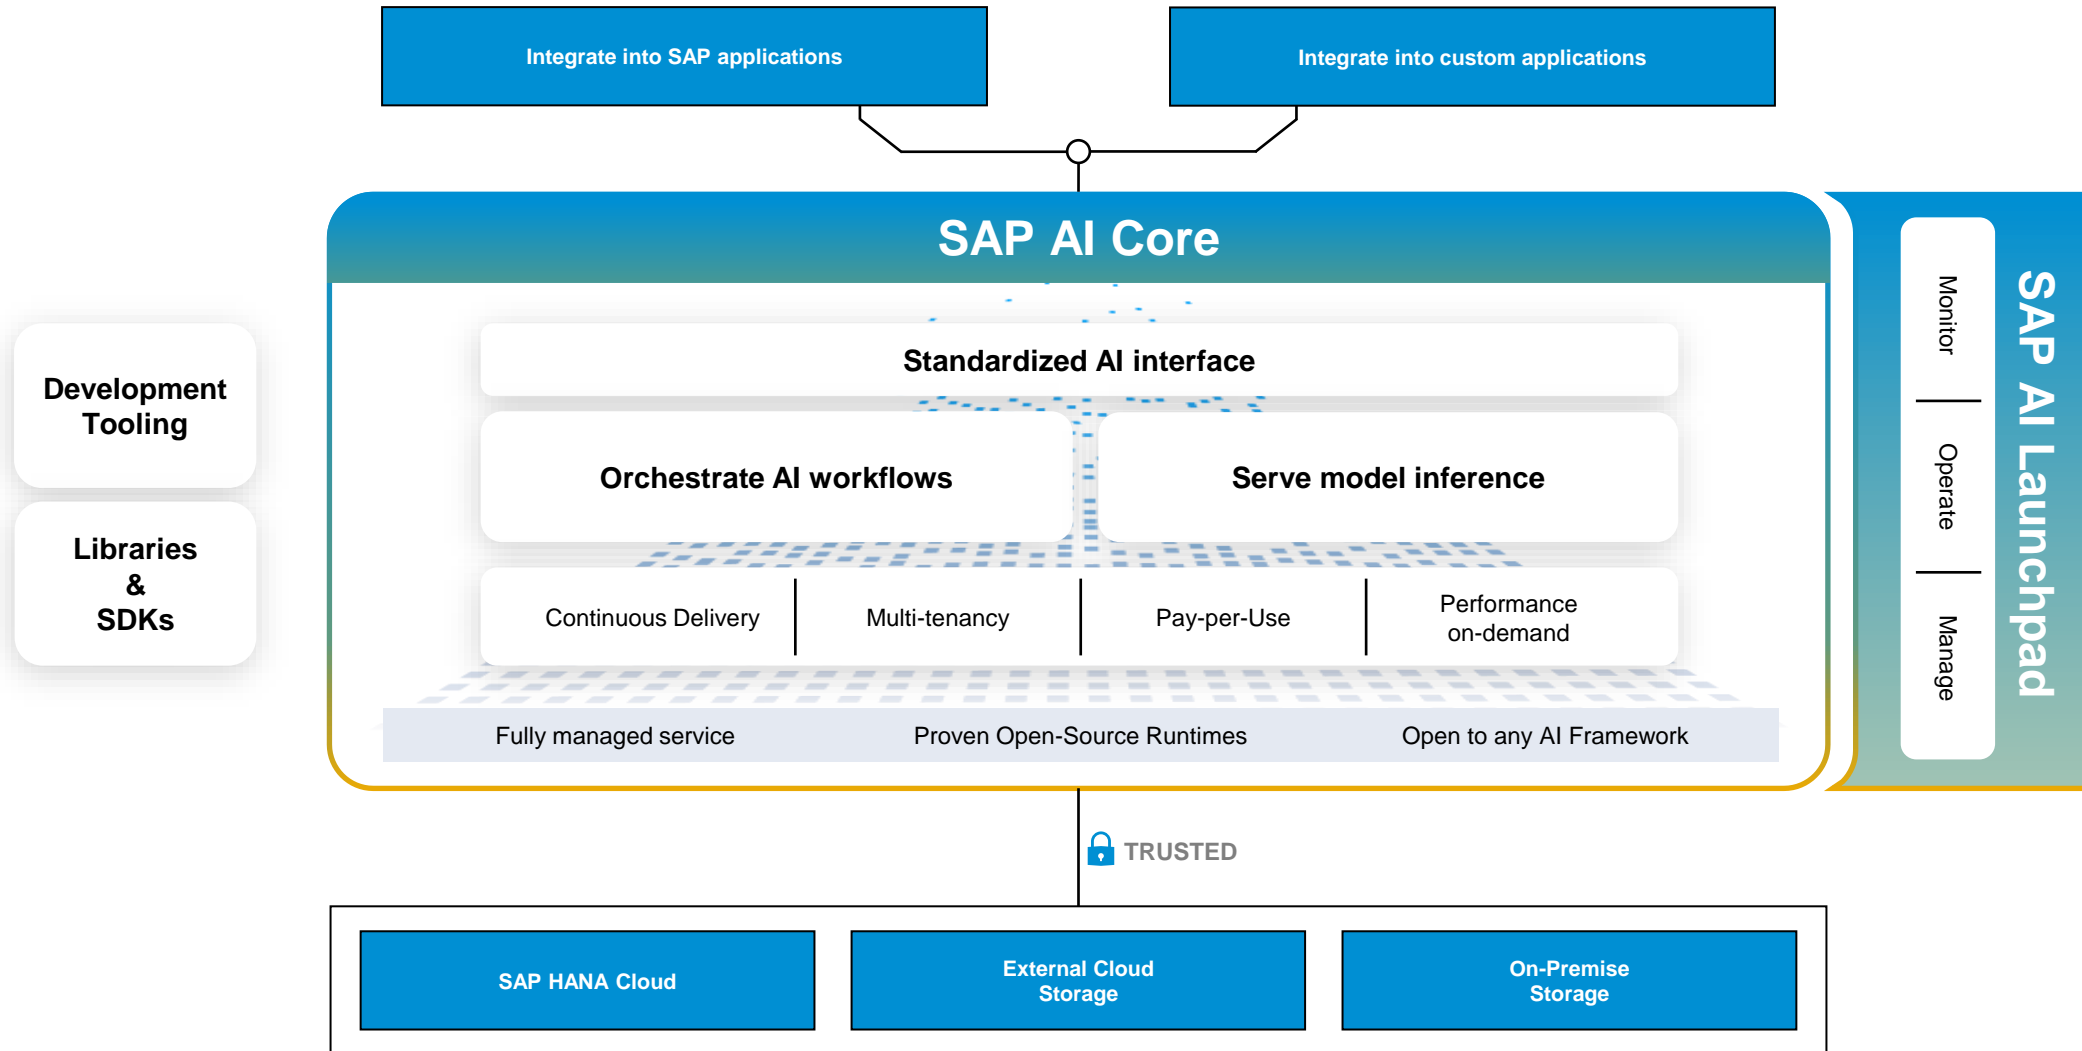 Integrate into SAP applications
Integrate into custom applications
SAP AI Core
Standardized AI interface
Orchestrate AI workflows
Serve model inference
Continuous Delivery
Multi-tenancy
Pay-per-Use
Performance
on-demand
Fully managed service
Proven Open-Source Runtimes
Open to any AI Framework
Development
Tooling
Libraries
&
SDKs
SAP AI Launchpad
Monitor
Operate
Manage
TRUSTED
SAP HANA Cloud
External Cloud
Storage
On-Premise
Storage